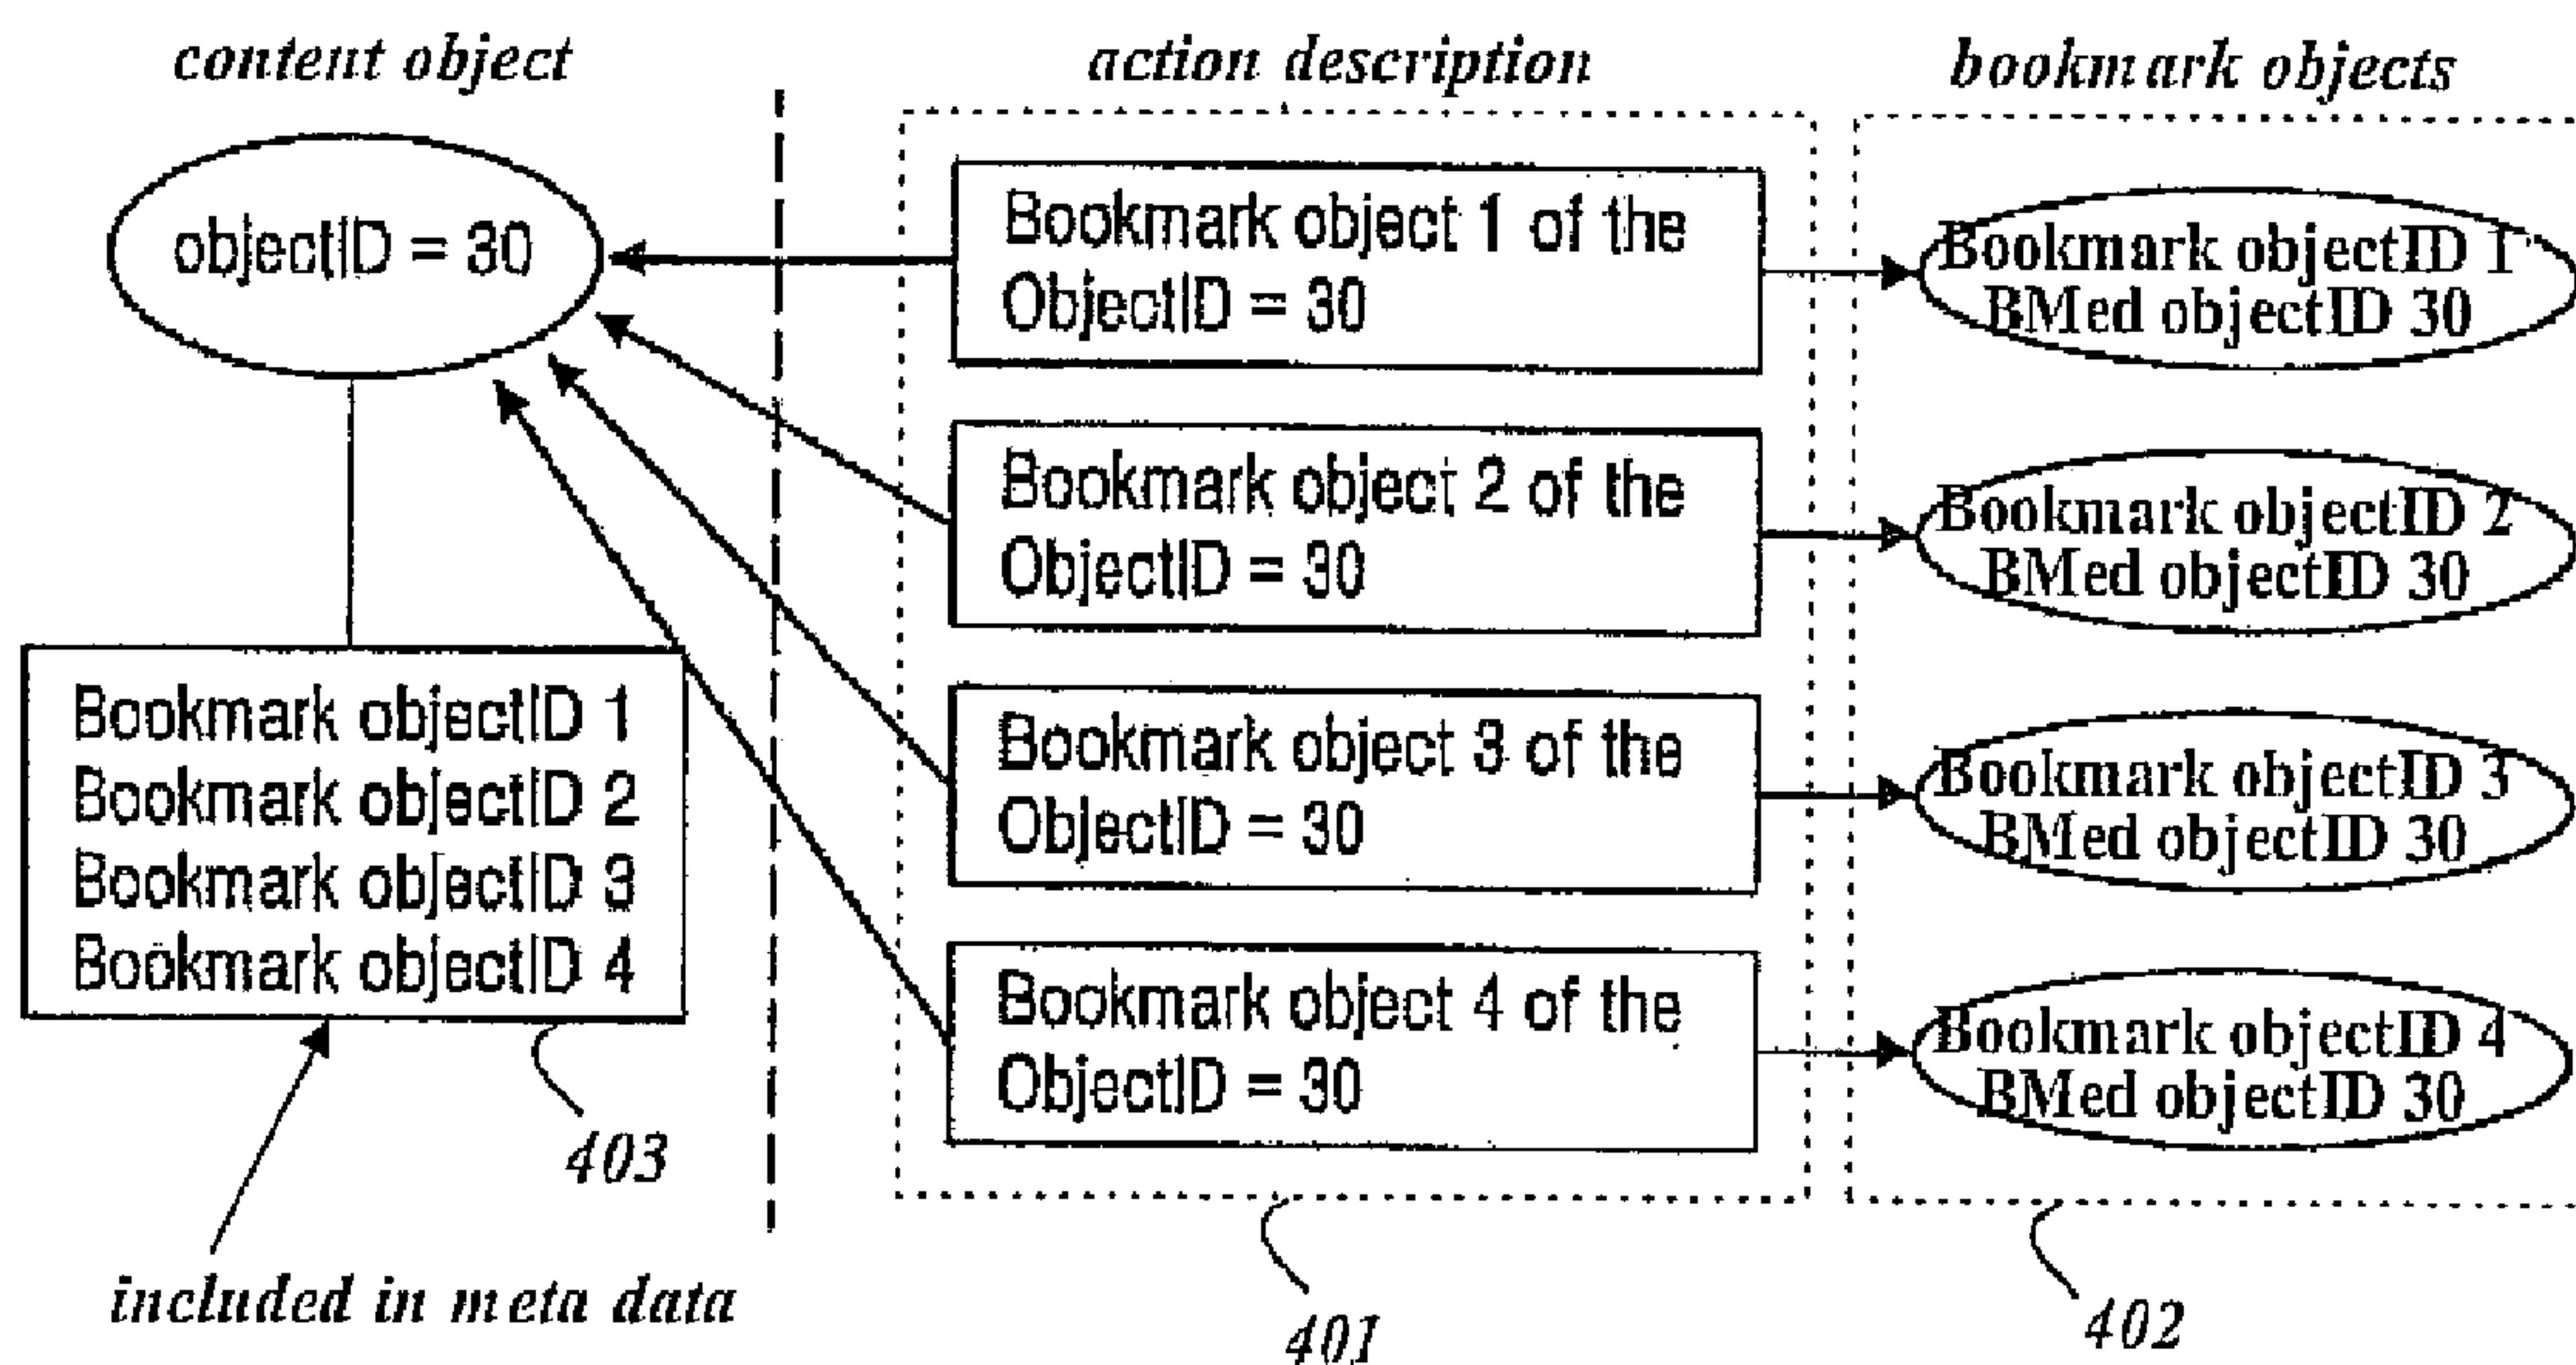 content object
action description
bookmark objects
objectID = 30
Bookmark object 1 of the
ObjectID = 30
Bookmark objectID 1
BMed objectID 30
Bookmark object 2 of the
ObjectID = 30
Bookmark objectID 2
BMed objectID 30
Bookmark objectID 1
Bookmark objectID 2
Bookmark objectID 3
Bookmark objectID 4
Bookmark object 3 of the
ObjectID = 30
Bookmark objectID 3
BMed objectID 30
Bookmark object 4 of the
ObjectID = 30
Bookmark objectID 4
BMed objectID 30
403
included in meta data
401
402